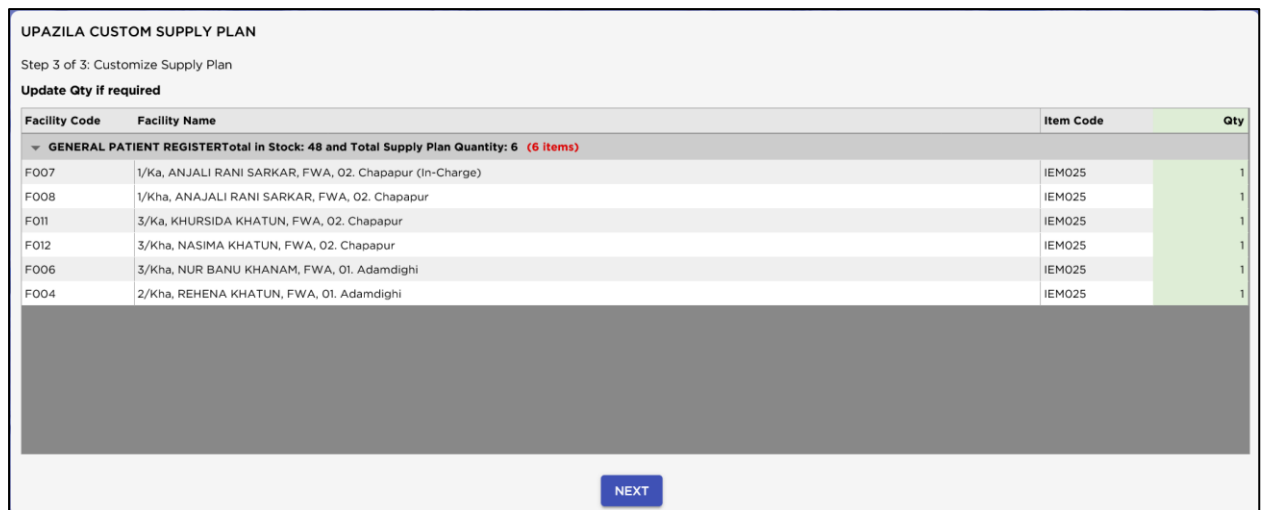 UPAZILA CUSTOM SUPPLY PLAN
Step 3 of 3: Customize Supply Plan
Update Qty if required
Facility Code Facility Name Item Code Qty
GENERAL PATIENT REGISTERTotal in Stock: 48 and Total Supply Plan Quantity: 6 (6 items)
F007 1/Ka, ANJALI RANI SARKAR, FWA, 02. Chapapur (In-Charge) IEM025 1
F008 1/Kha, ANAJALI RANI SARKAR, FWA, 02. Chapapur IEM025 1
F011 3/Ka, KHURSIDA KHATUN, FWA, 02. Chapapur IEM025 1
F012 3/Kha, NASIMA KHATUN, FWA, 02. Chapapur IEM025 1
F006 3/Kha, NUR BANU KHANAM, FWA, 01. Adamdighi IEM025 1
F004 2/Kha, REHENA KHATUN, FWA, 01. Adamdighi IEM025 1
NEXT